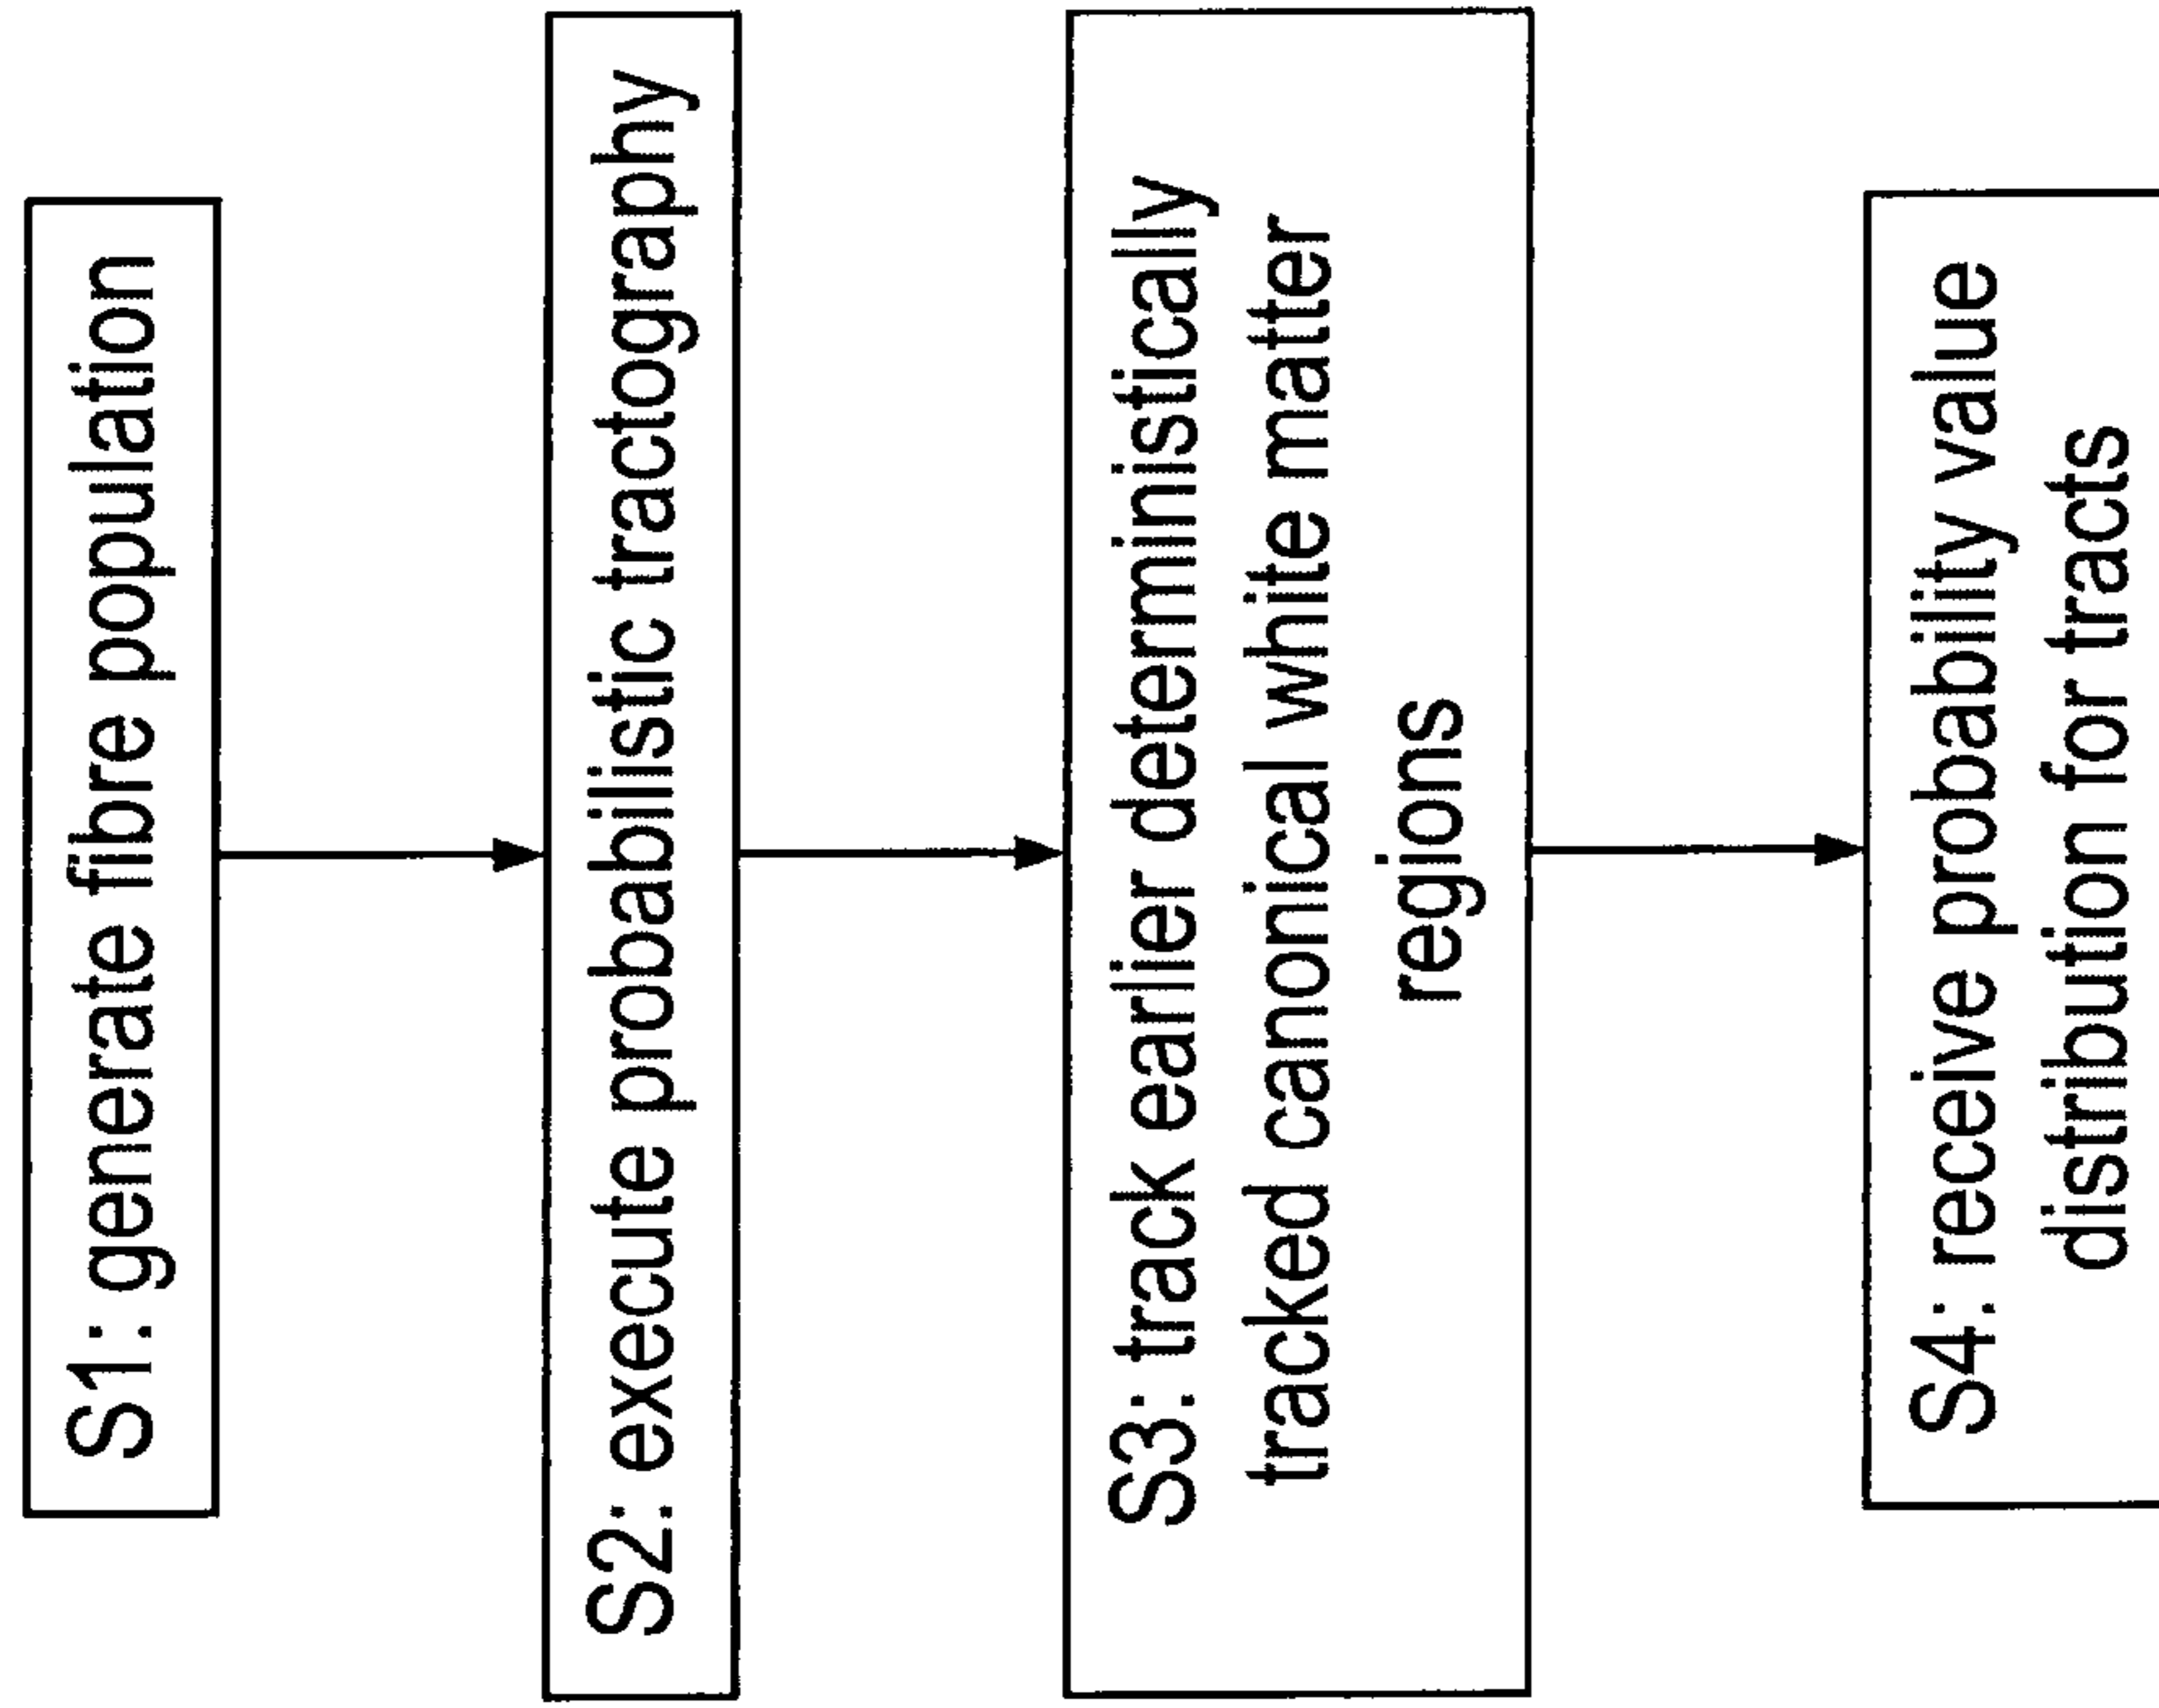 S1: generate fibre population
S2: execute probabilistic tractography
S3: track earlier deterministically
tracked canonical white matter
regions
S4: receive probability value
distribution for tracts